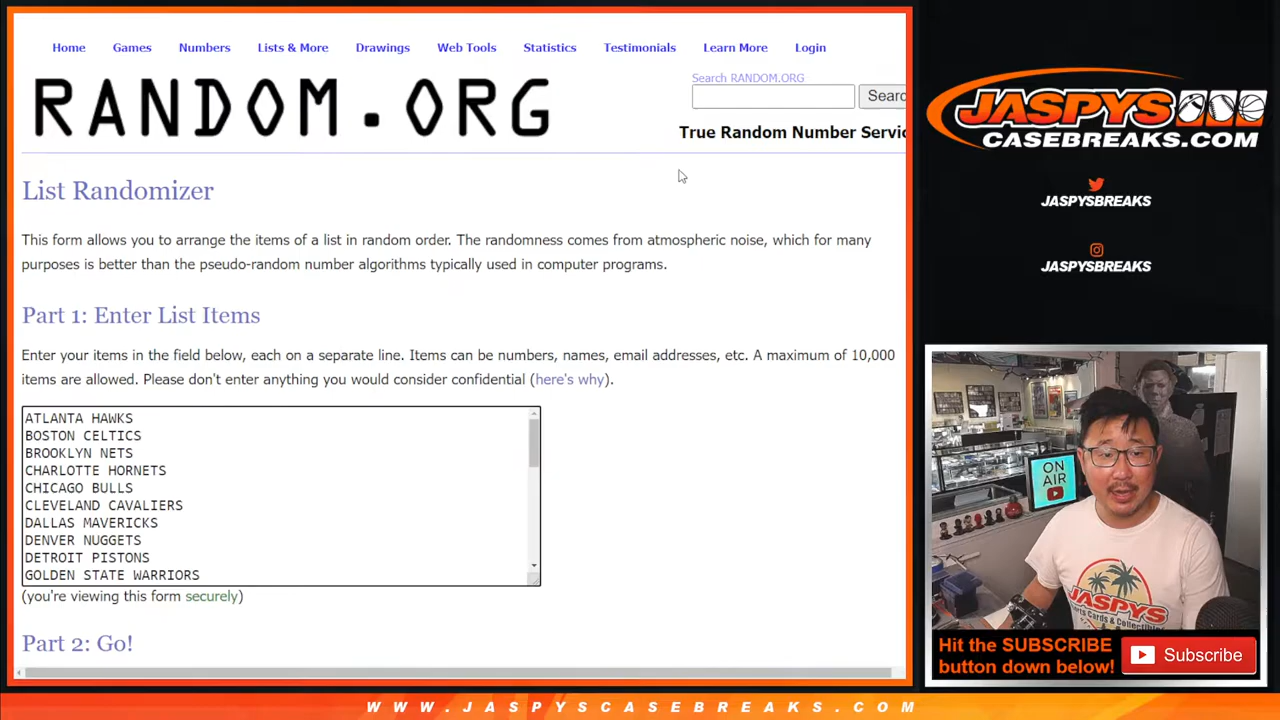 Home Games Numbers Lists & More Drawings Web Tools Statistics Testimonials Learn More Login
RANDOM.ORG
Search RANDOM.ORG
Searc
True Random Number Servic
List Randomizer
This form allows you to arrange the items of a list in random order. The randomness comes from atmospheric noise, which for many
purposes is better than the pseudo-random number algorithms typically used in computer programs.
Part 1: Enter List Items
Enter your items in the field below, each on a separate line. Items can be numbers, names, email addresses, etc. A maximum of 10,000
items are allowed. Please don't enter anything you would consider confidential (here's why).
ATLANTA HAWKS
BOSTON CELTICS
BROOKLYN NETS
CHARLOTTE HORNETS
CHICAGO BULLS
CLEVELAND CAVALIERS
DALLAS MAVERICKS
DENVER NUGGETS
DETROIT PISTONS
GOLDEN STATE WARRIORS
(you're viewing this form securely)
Part 2: Go!
JASPYS
CASEBREAKS.COM
JASPYSBREAKS
JASPYSBREAKS
ON
AIR
JASPYS
Hit the SUBSCRIBE
button down below!
Subscribe
WWW.JASPYSCASEBREAKS.COM